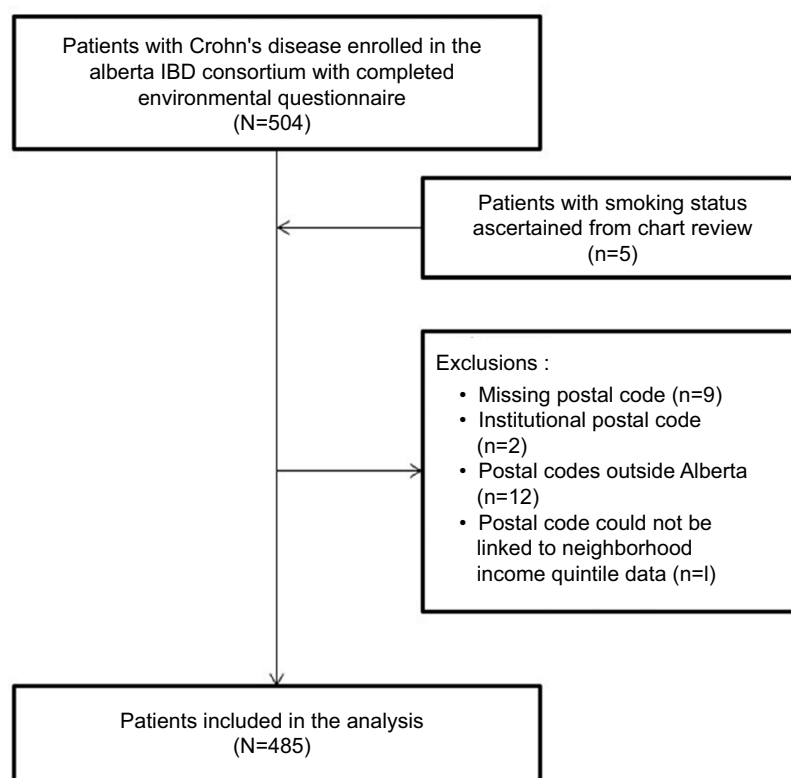 Patients with Crohn's disease enrolled in the
alberta IBD consortium with completed
environmental questionnaire
(N=504)
Patients with smoking status
ascertained from chart review
(n=5)
Exclusions :
• Missing postal code (n=9)
• Institutional postal code
(n=2)
• Postal codes outside Alberta
(n=12)
• Postal code could not be
linked to neighborhood
income quintile data (n=l)
Patients included in the analysis
(N=485)